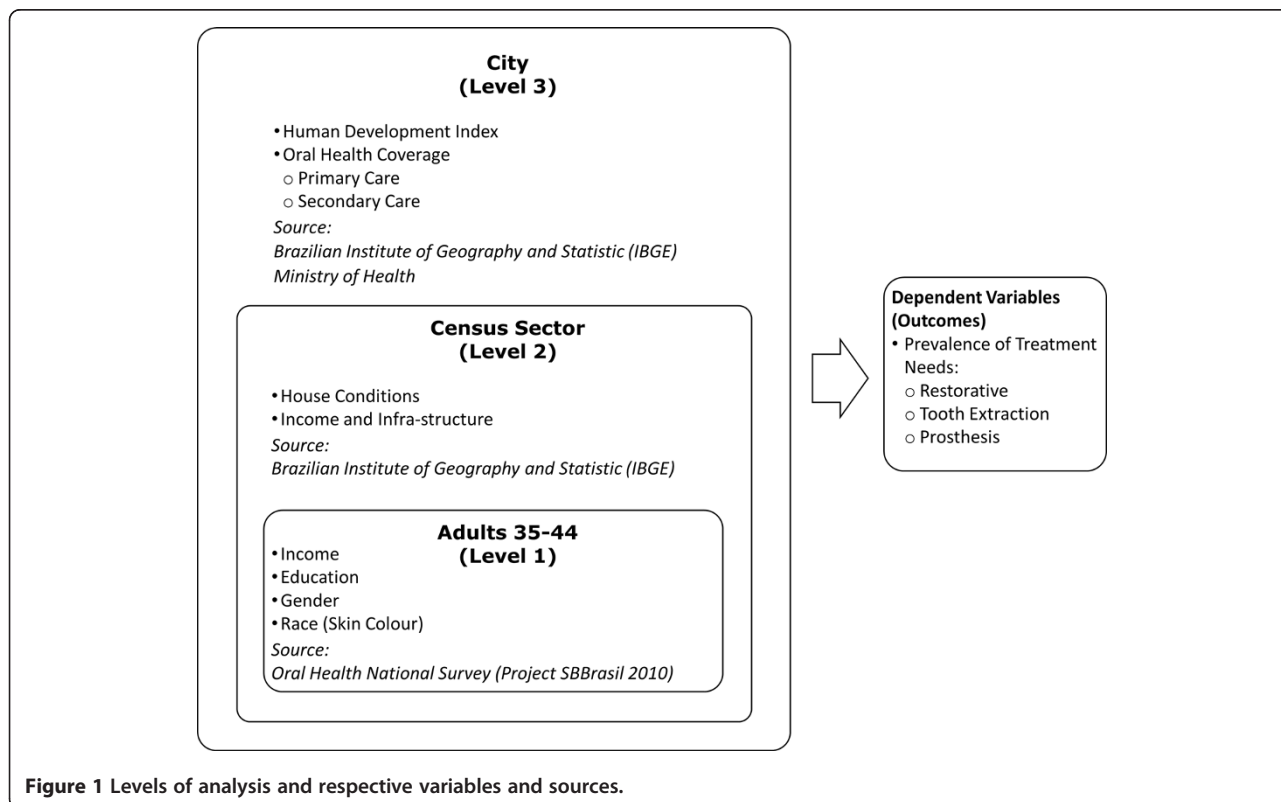 City
(Level 3)
•Human Development Index
•Oral Health Coverage
o Primary Care
o Secondary Care
Source:
Brazilian Institute of Geography and Statistic (IBGE)
Ministry of Health
Census Sector
(Level 2)
•House Conditions
•Income and Infra-structure
Source:
Brazilian Institute of Geography and Statistic (IBGE)
Adults 35-44
(Level 1)
•Income
•Education
•Gender
•Race (Skin Colour)
Source:
Oral Health National Survey (Project SBBrasil 2010)
Dependent Variables
(Outcomes)
• Prevalence of Treatment
Needs:
o Restorative
o Tooth Extraction
o Prosthesis
Figure 1 Levels of analysis and respective variables and sources.